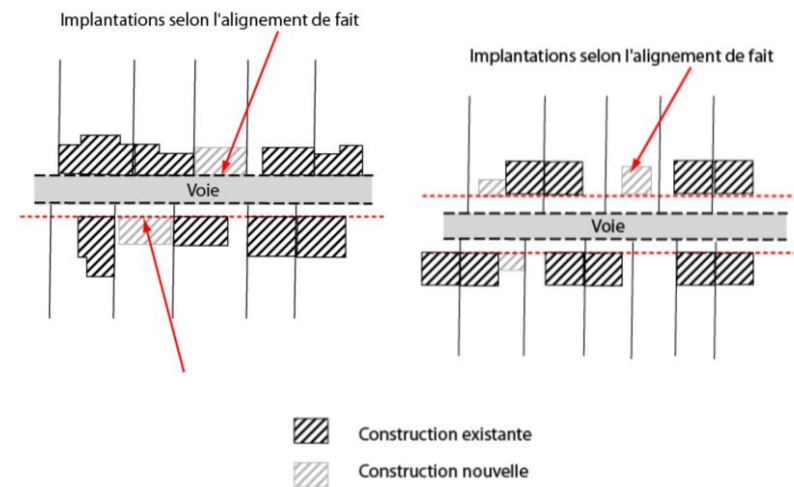 Implantations selon l'alignement de fait
Implantations selon l'alignement de fait
Voie
Voie
Construction existante
Construction nouvelle